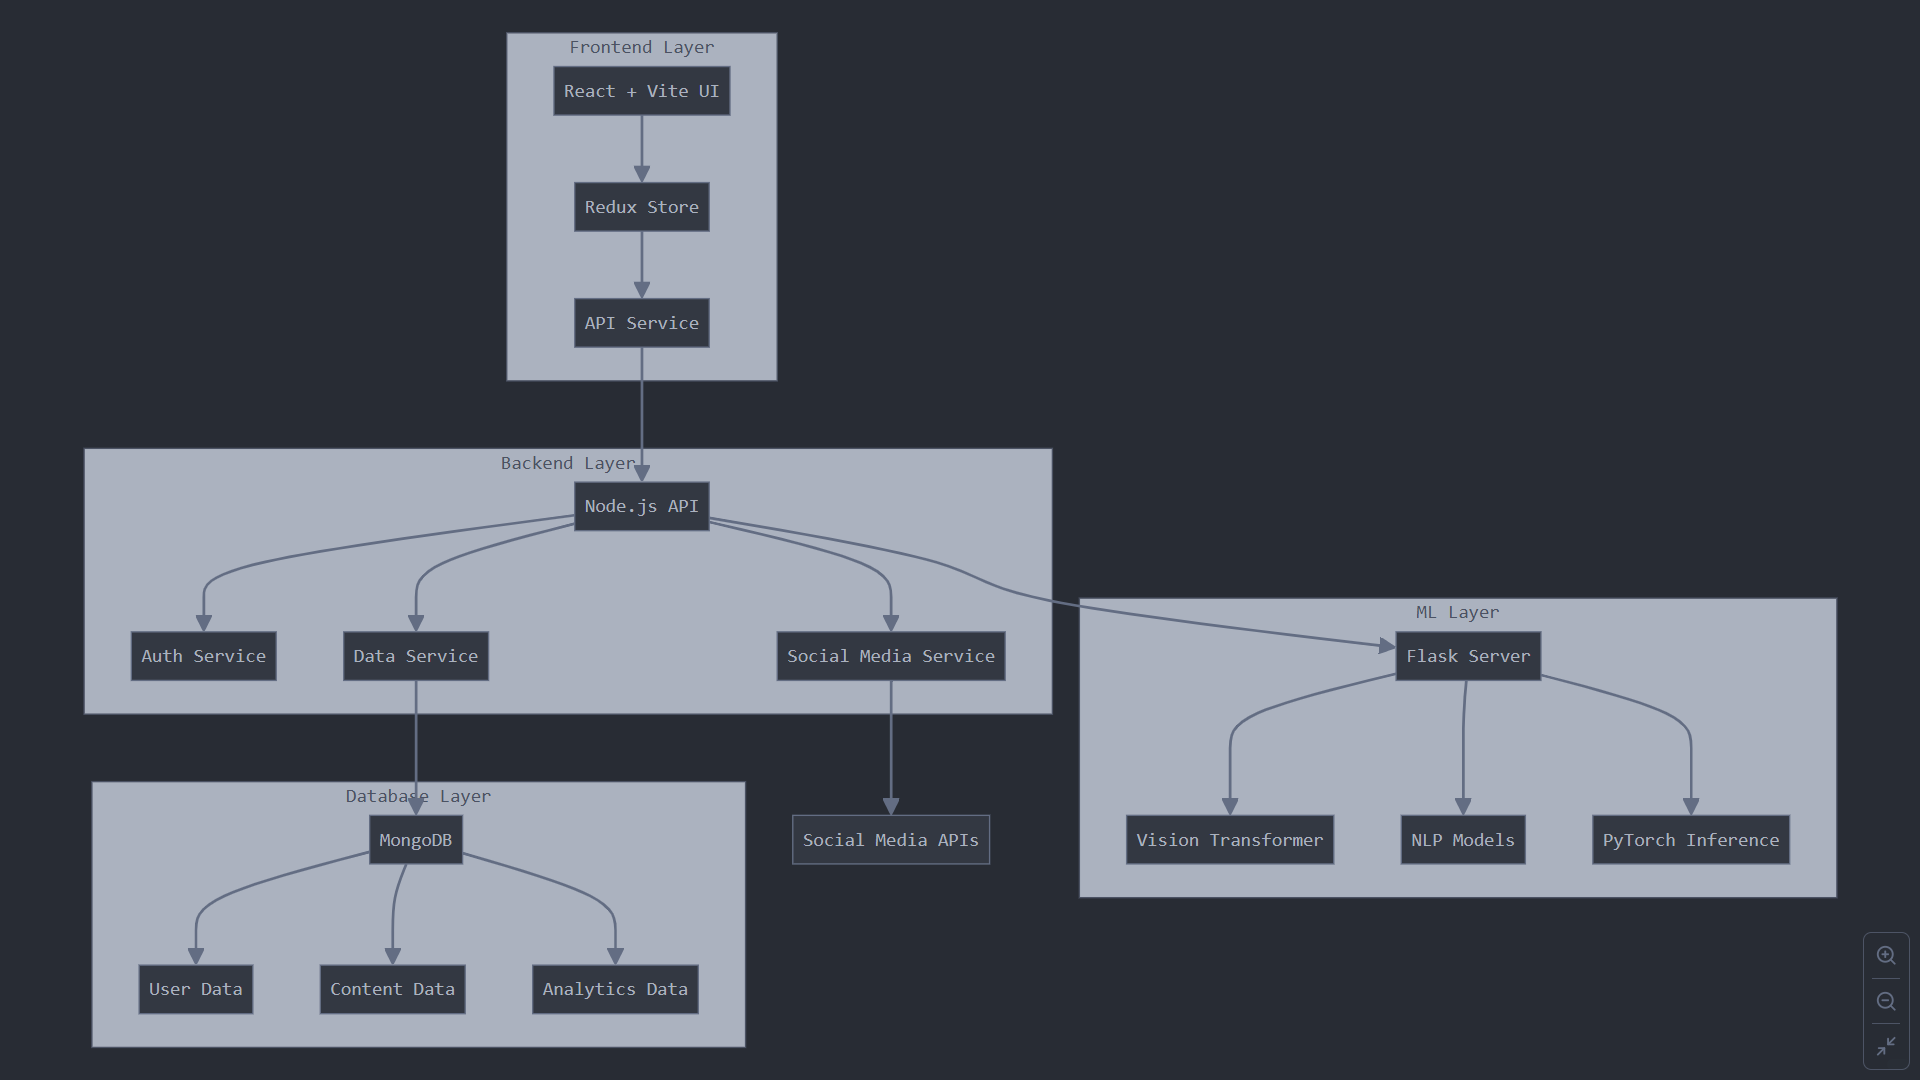 Frontend Layer
React + Vite UI
Redux Store
API Service
Backend Layer
Node.js API
Auth Service
Data Service
Social Media Service
ML Layer
Flask Server
Database Layer
MongoDB
Social Media APIs
Vision Transformer
NLP Models
PyTorch Inference
User Data
Content Data
Analytics Data